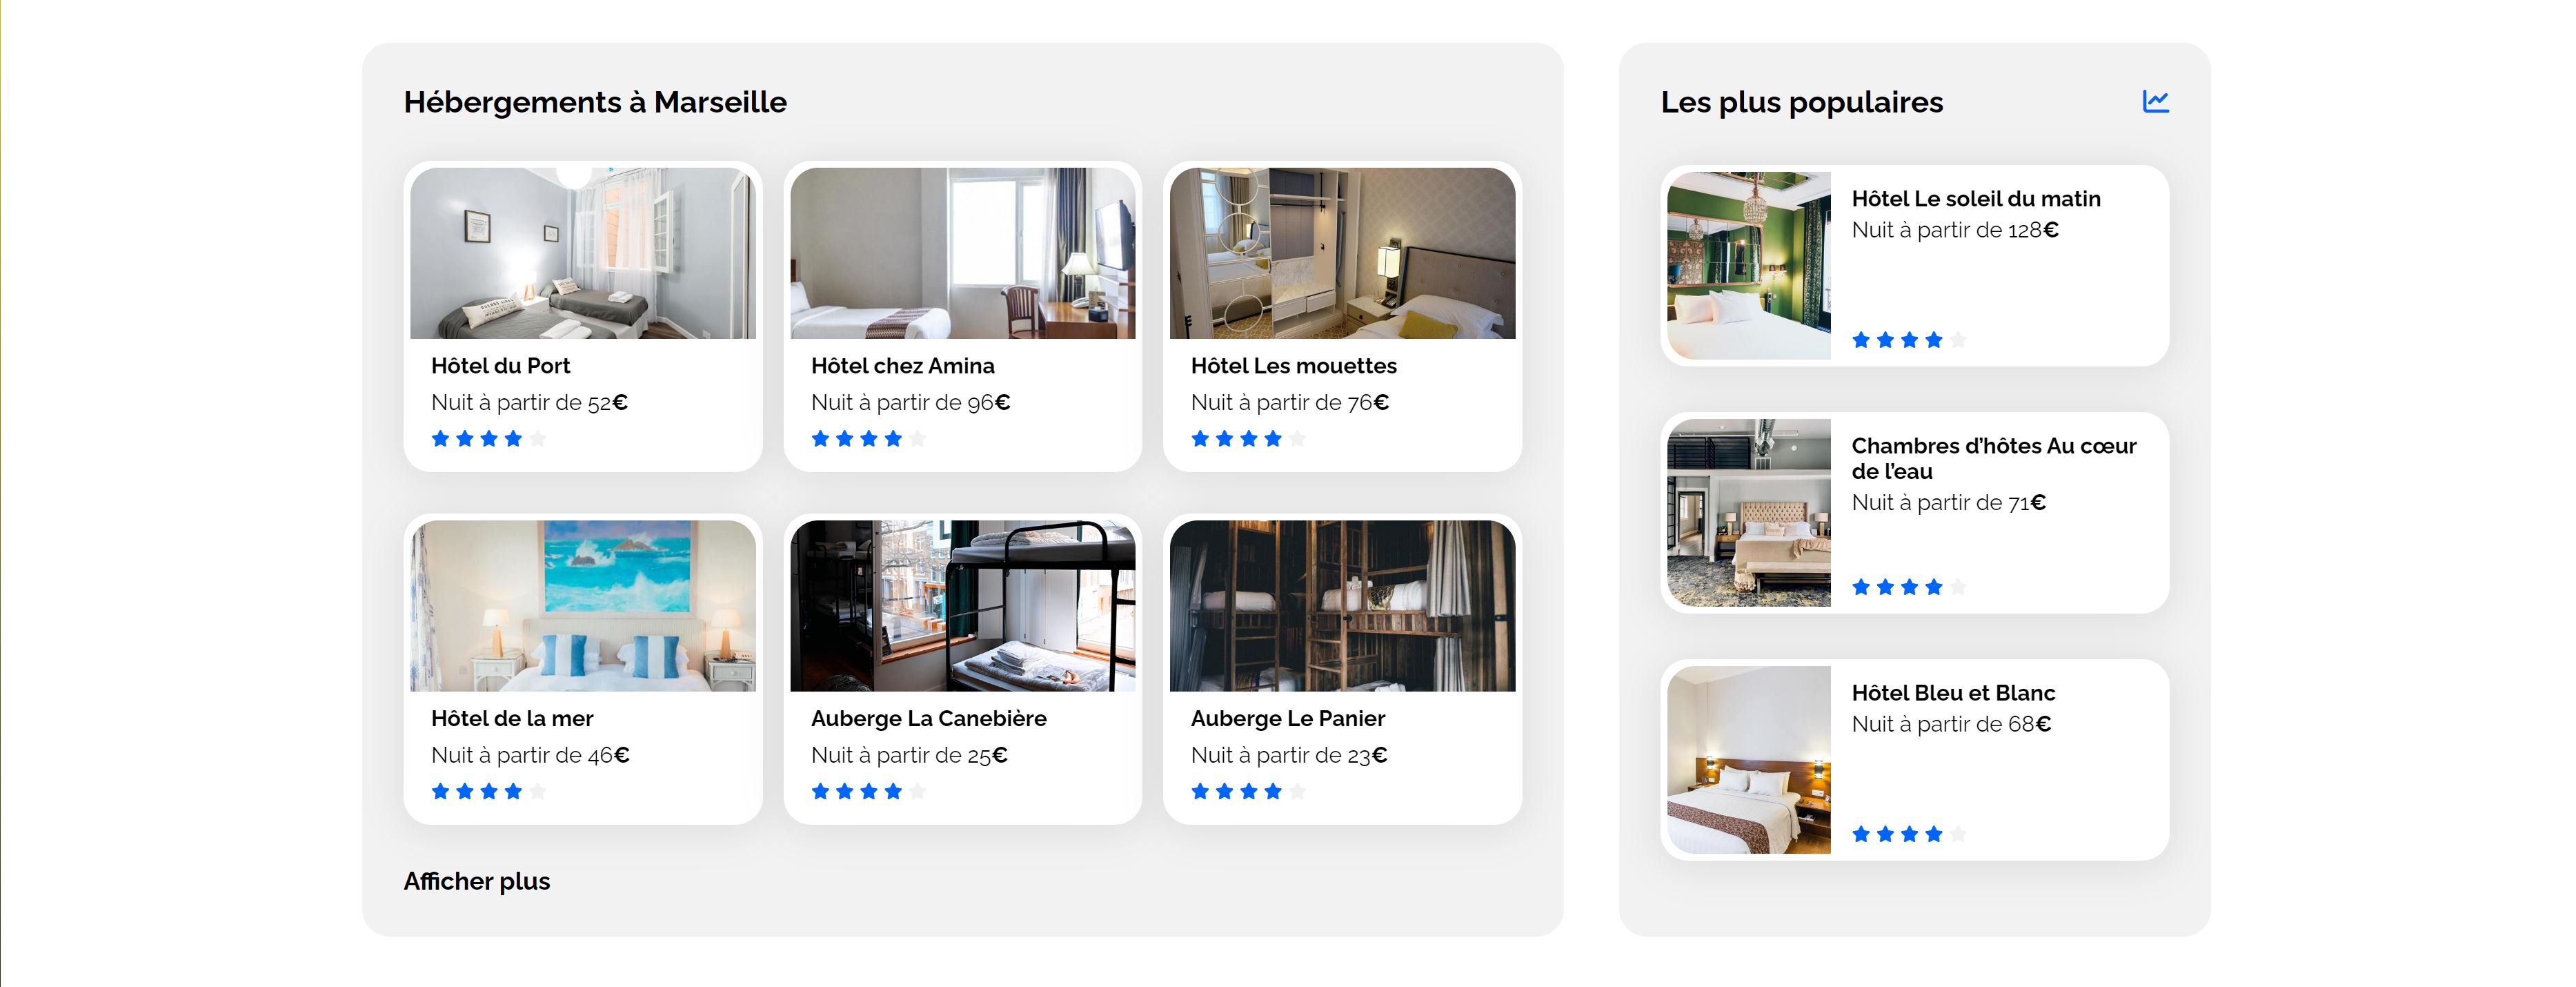 Hébergements à Marseille
Hôtel du Port
Nuit à partir de 52€
Hôtel chez Amina
Nuit à partir de 96€
Hôtel Les mouettes
Nuit à partir de 76€
Hôtel de la mer
Nuit à partir de 46€
Auberge La Canebière
Nuit à partir de 25€
Auberge Le Panier
Nuit à partir de 23€
Afficher plus
Les plus populaires
Hôtel Le soleil du matin
Nuit à partir de 128€
Chambres d’hôtes Au cœur
de l’eau
Nuit à partir de 71€
Hôtel Bleu et Blanc
Nuit à partir de 68€